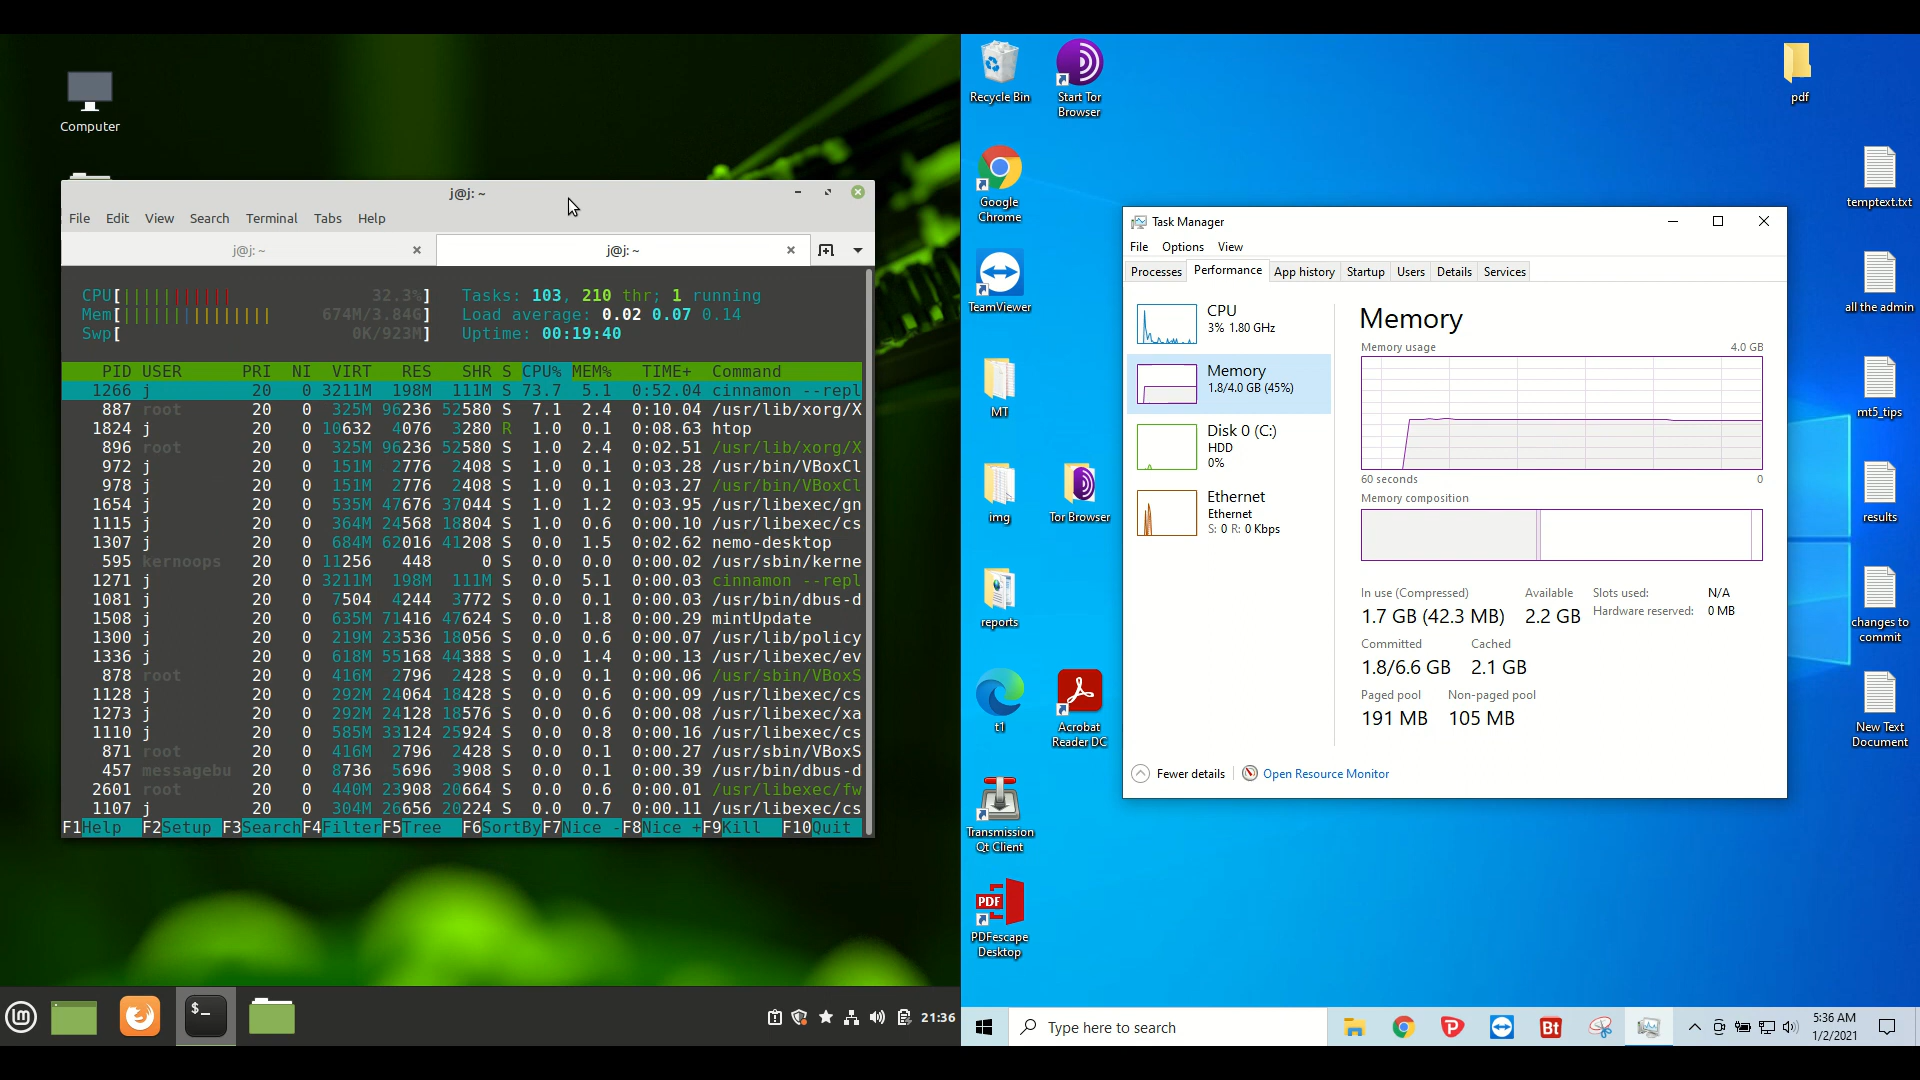 Computer
j@j: ~
File Edit View Search Terminal Tabs Help
j@j: ~
j@j: ~
CPU[||||||||||| 32.3%] Tasks: 103, 210 thr; 1 running
Mem[||||||||||||||| 674M/3.84G] Load average: 0.02 0.07 0.14
Swp[ 0K/923M] Uptime: 00:19:40
PID USER PRI NI VIRT RES SHR S CPU% MEM% TIME+ Command
1266 j 20 0 3211M 198M 111M S 73.7 5.1 0:52.04 cinnamon --repl
887 root 20 0 325M 96236 52580 S 7.1 2.4 0:10.04 /usr/lib/xorg/X
1824 j 20 0 10632 4076 3280 R 1.0 0.1 0:08.63 htop
896 root 20 0 325M 96236 52580 S 1.0 2.4 0:02.51 /usr/lib/xorg/X
972 j 20 0 151M 2776 2408 S 1.0 0.1 0:03.28 /usr/bin/VBoxCl
978 j 20 0 151M 2776 2408 S 1.0 0.1 0:03.27 /usr/bin/VBoxCl
1654 j 20 0 535M 47676 37044 S 1.0 1.2 0:03.95 /usr/libexec/gn
1115 j 20 0 364M 24568 18804 S 1.0 0.6 0:00.10 /usr/libexec/cs
1307 j 20 0 684M 62016 41208 S 0.0 1.5 0:02.62 nemo-desktop
595 kernoops 20 0 11256 448 0 S 0.0 0.0 0:00.02 /usr/sbin/kerne
1271 j 20 0 3211M 198M 111M S 0.0 5.1 0:00.03 cinnamon --repl
1081 j 20 0 7504 4244 3772 S 0.0 0.1 0:00.03 /usr/bin/dbus-d
1508 j 20 0 635M 71416 47624 S 0.0 1.8 0:00.29 mintUpdate
1300 j 20 0 219M 23536 18056 S 0.0 0.6 0:00.07 /usr/lib/policy
1336 j 20 0 618M 55168 44388 S 0.0 1.4 0:00.13 /usr/libexec/ev
878 root 20 0 416M 2796 2428 S 0.0 0.1 0:00.06 /usr/sbin/VBoxS
1128 j 20 0 292M 24064 18428 S 0.0 0.6 0:00.09 /usr/libexec/cs
1273 j 20 0 292M 24128 18576 S 0.0 0.6 0:00.08 /usr/libexec/xa
1110 j 20 0 585M 33124 25924 S 0.0 0.8 0:00.16 /usr/libexec/cs
871 root 20 0 416M 2796 2428 S 0.0 0.1 0:00.27 /usr/sbin/VBoxS
457 messagebu 20 0 8736 5696 3908 S 0.0 0.1 0:00.39 /usr/bin/dbus-d
2601 root 20 0 440M 23908 20664 S 0.0 0.6 0:00.01 /usr/libexec/fw
1107 j 20 0 304M 26656 20224 S 0.0 0.7 0:00.11 /usr/libexec/cs
F1Help F2Setup F3SearchF4FilterF5Tree F6SortByF7Nice -F8Nice +F9Kill F10Quit
$_
21:36
Recycle Bin
Start Tor
Browser
Google
Chrome
TeamViewer
MT
img
Tor Browser
reports
t1
Acrobat
Reader DC
Transmission
Qt Client
PDF
PDFescape
Desktop
pdf
temptext.txt
all the admin
mt5_tips
results
changes to
commit
New Text
Document
Task Manager
File Options View
Processes Performance App history Startup Users Details Services
CPU
3% 1.80 GHz
Memory
1.8/4.0 GB (45%)
Disk 0 (C:)
HDD
0%
Ethernet
Ethernet
S: 0 R: 0 Kbps
Memory
Memory usage 4.0 GB
60 seconds 0
Memory composition
In use (Compressed) Available Slots used: N/A
1.7 GB (42.3 MB) 2.2 GB Hardware reserved: 0 MB
Committed Cached
1.8/6.6 GB 2.1 GB
Paged pool Non-paged pool
191 MB 105 MB
Fewer details Open Resource Monitor
Type here to search
Bt
5:36 AM
1/2/2021